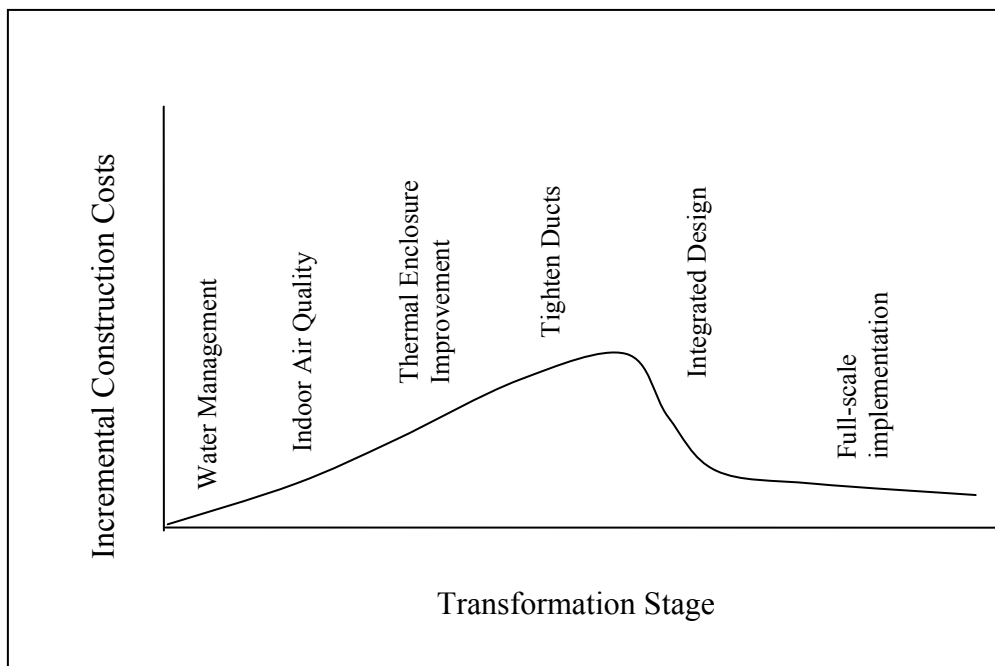 Incremental Construction Costs
Water Management
Indoor Air Quality
Thermal Enclosure
Improvement
Tighten Ducts
Integrated Design
Full-scale
implementation
Transformation Stage